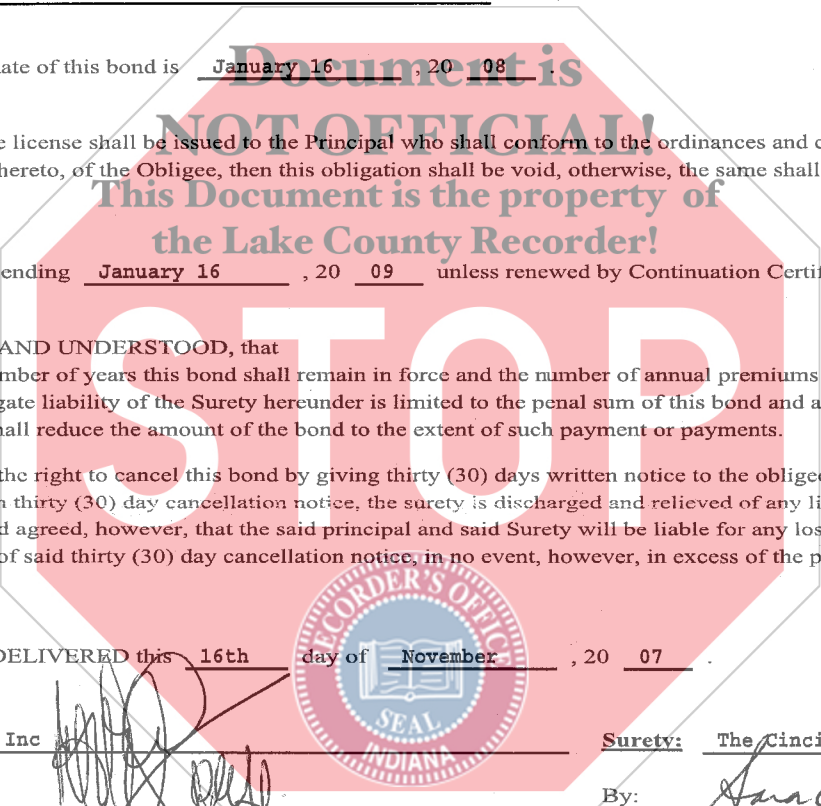 ate of this bond is January 16 , 20 08 .
Document is
e license shall be issued to the Principal who shall conform to the ordinances and c
NOT OFFICIAL!
hereto, of the Obligee, then this obligation shall be void, otherwise, the same shall
This Document is the property of
the Lake County Recorder!
ending January 16 , 20 09 unless renewed by Continuation Certif
STOP
AND UNDERSTOOD, that
mber of years this bond shall remain in force and the number of annual premiums
gate liability of the Surety hereunder is limited to the penal sum of this bond and a
hall reduce the amount of the bond to the extent of such payment or payments.
the right to cancel this bond by giving thirty (30) days written notice to the obligee
n thirty (30) day cancellation notice, the surety is discharged and relieved of any li
d agreed, however, that the said principal and said Surety will be liable for any los
of said thirty (30) day cancellation notice, in no event, however, in excess of the p
RECORDER'S OFFICE
DELIVERED this 16th day of November , 20 07 .
SEAL
INDIANA
Inc
Surety: The Cinci
By: